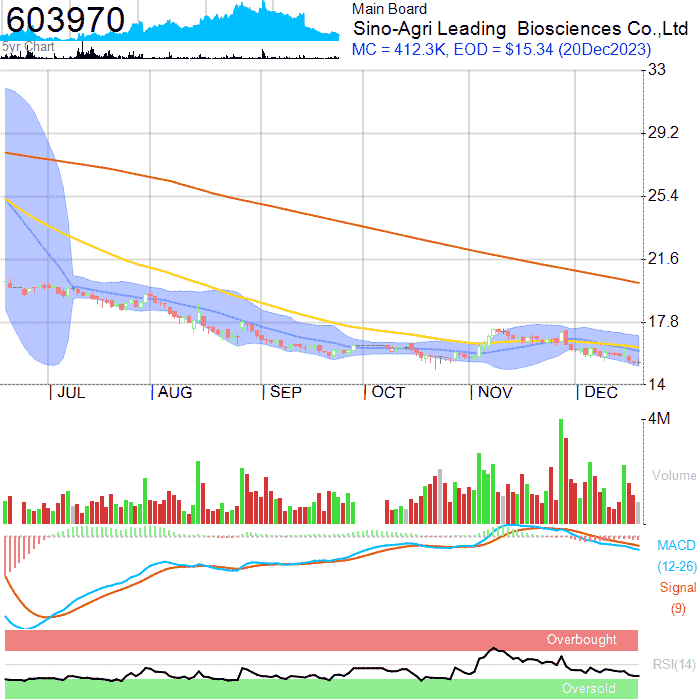 603970
5yr Chart
Main Board
Sino-Agri Leading  Biosciences Co.,Ltd
MC = 412.3K, EOD = $15.34 (20Dec2023)
33
29.2
25.4
21.6
17.8
14
JUL
AUG
SEP
OCT
NOV
DEC
4M
Volume
MACD
(12-26)
Signal
(9)
Overbought
RSI(14)
Oversold